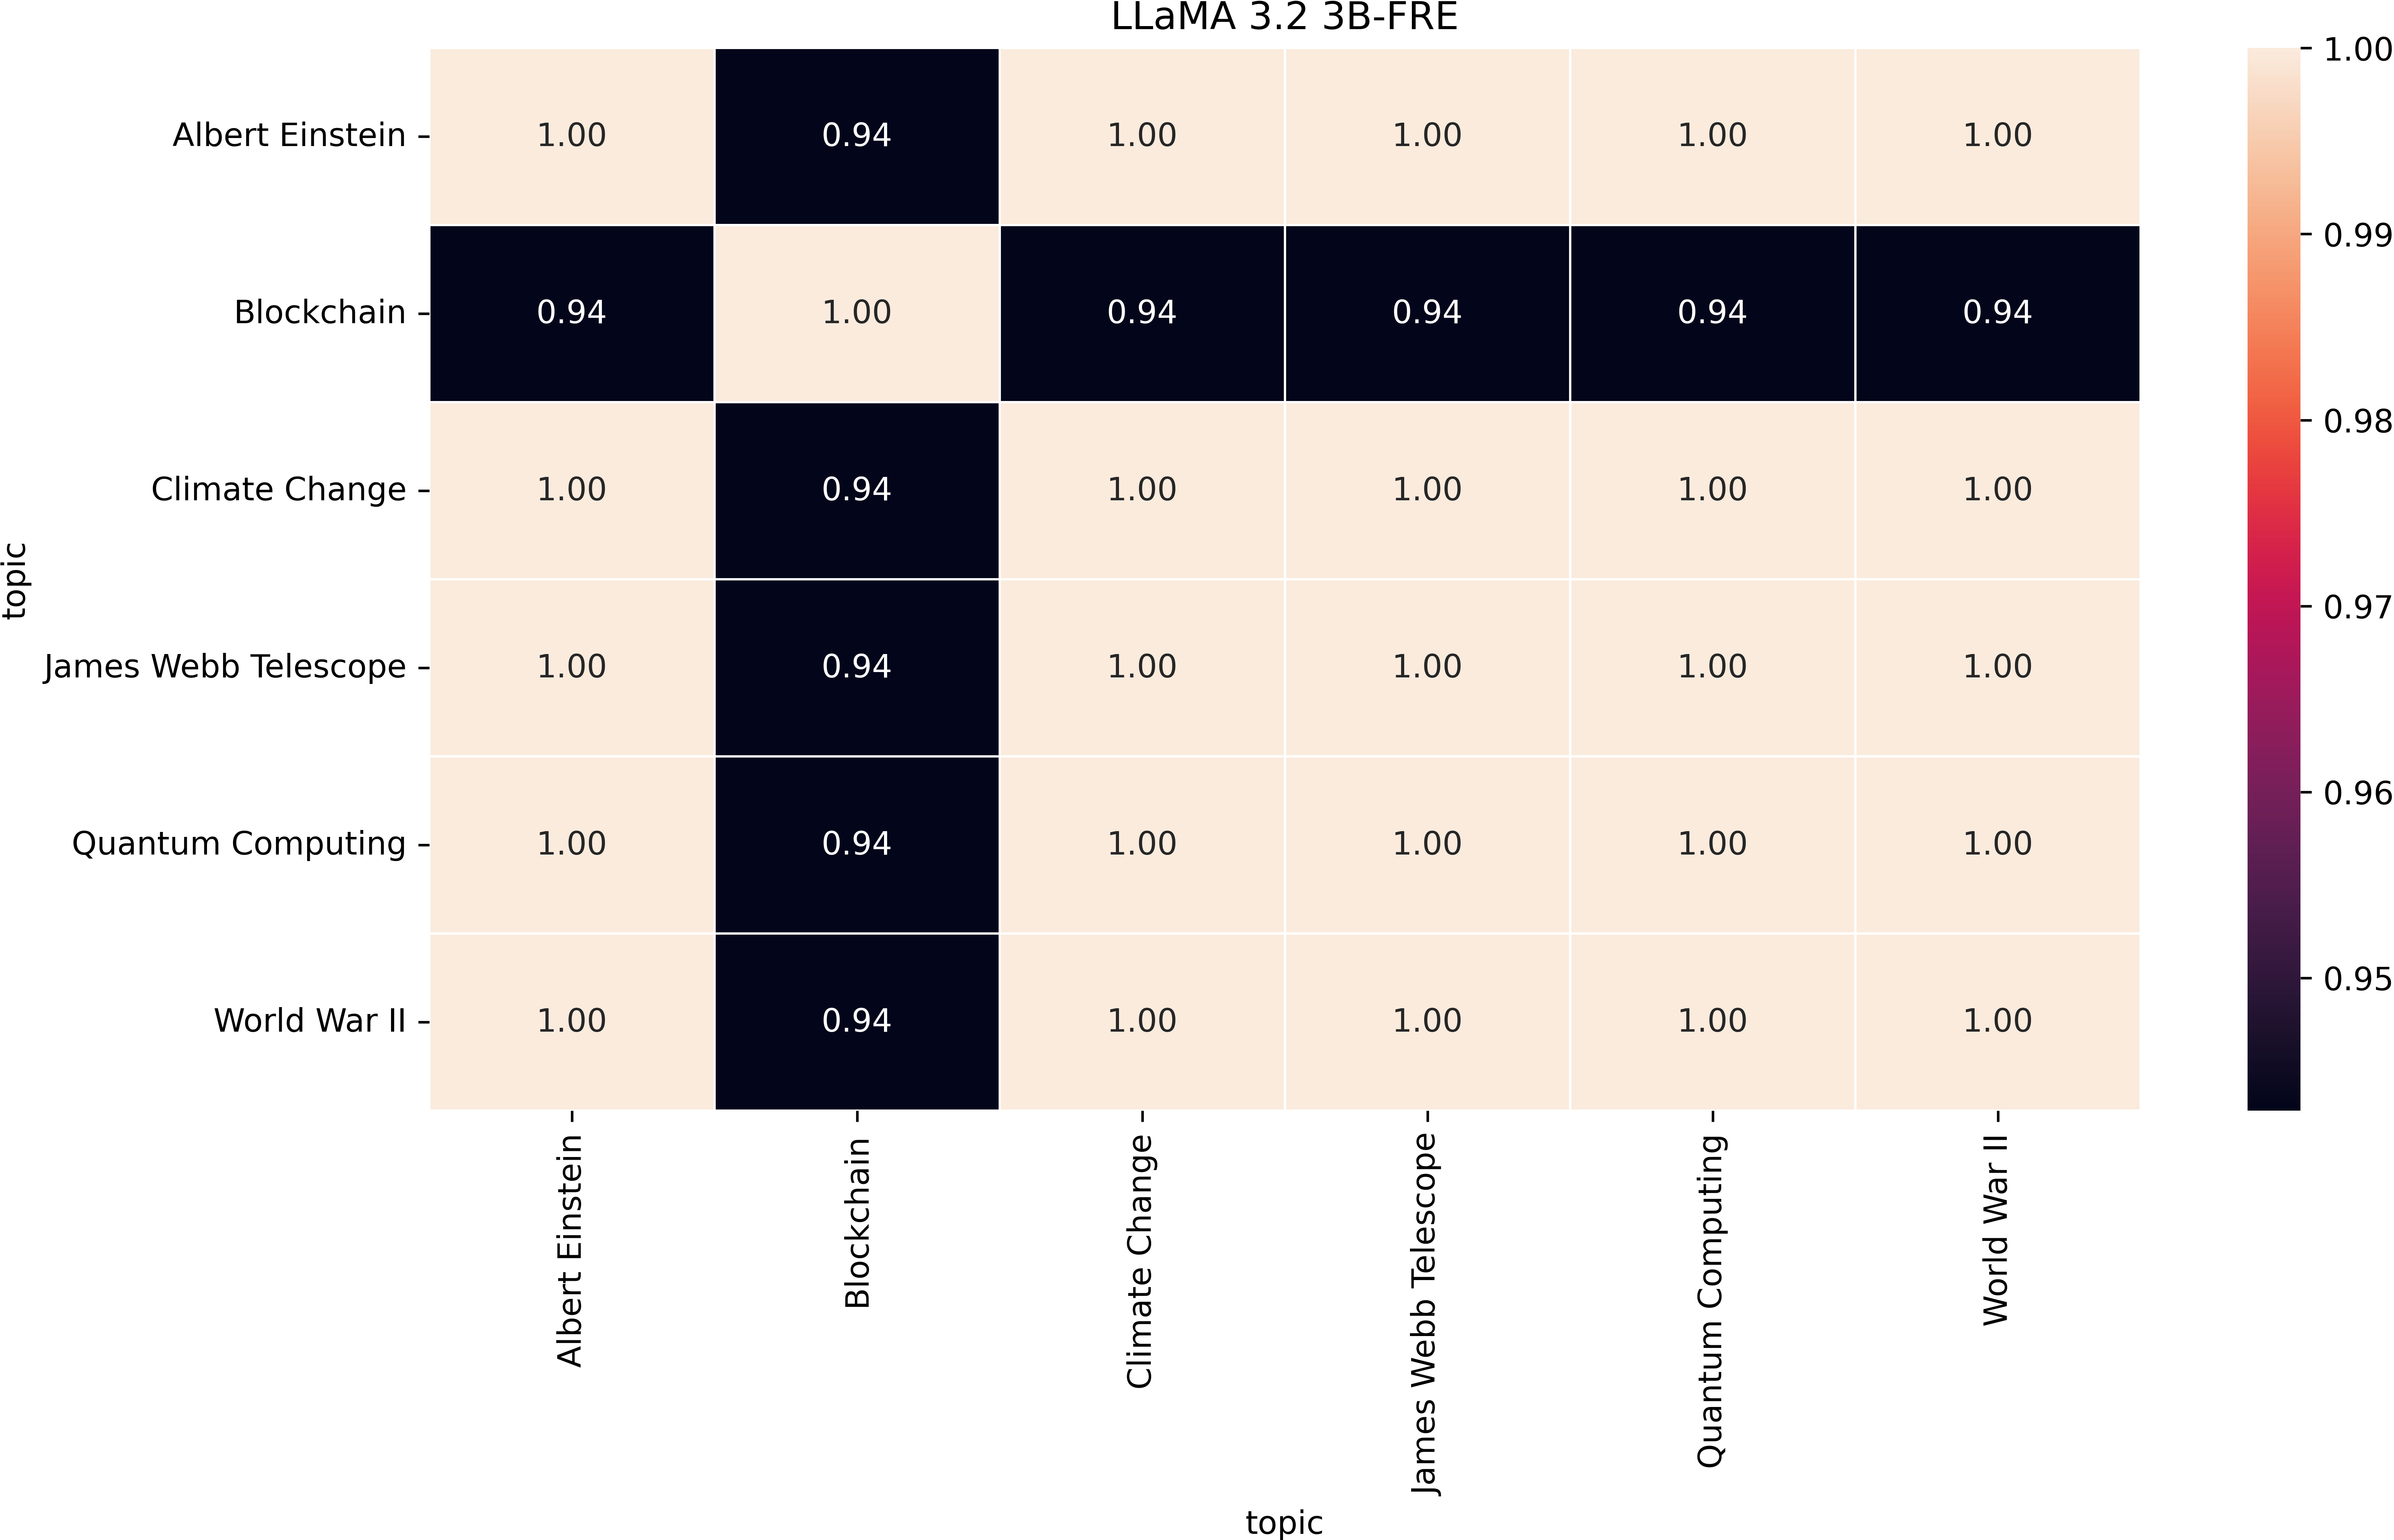 LLaMA 3.2 3B-FRE
Albert Einstein 1.00 0.94 1.00 1.00 1.00 1.00
Blockchain 0.94 1.00 0.94 0.94 0.94 0.94
Climate Change 1.00 0.94 1.00 1.00 1.00 1.00
James Webb Telescope 1.00 0.94 1.00 1.00 1.00 1.00
Quantum Computing 1.00 0.94 1.00 1.00 1.00 1.00
World War II 1.00 0.94 1.00 1.00 1.00 1.00
topic
Albert Einstein
Blockchain
Climate Change
James Webb Telescope
Quantum Computing
World War II
topic
1.00
0.99
0.98
0.97
0.96
0.95